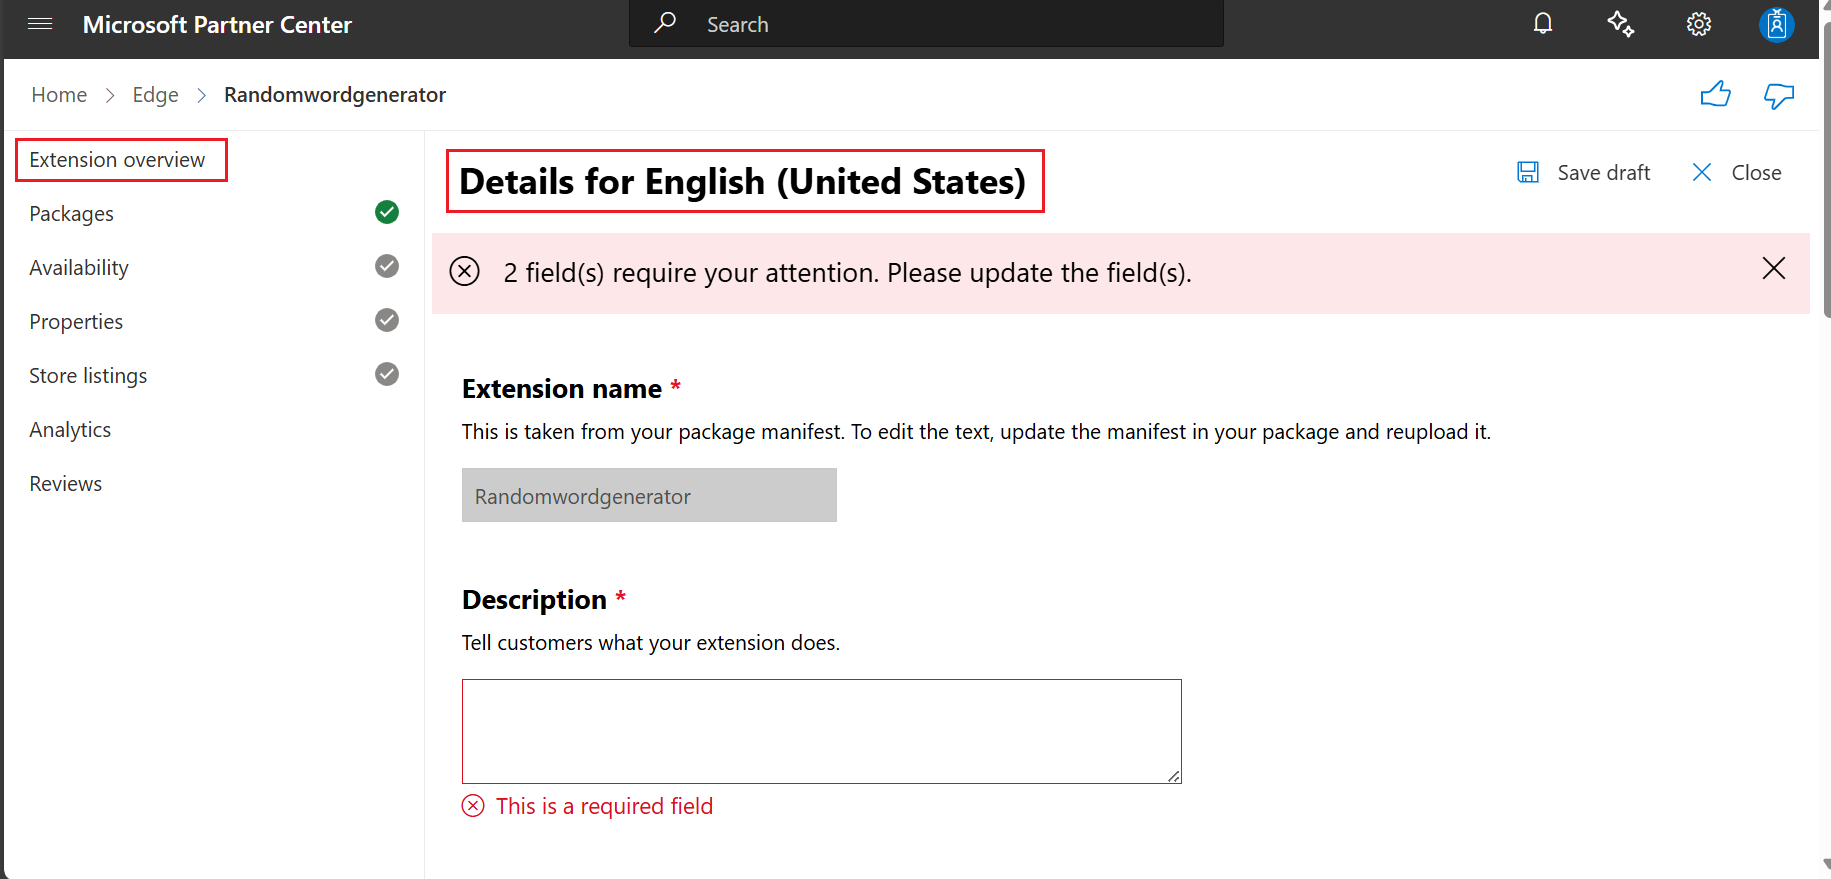 Microsoft Partner Center
Search
Home > Edge > Randomwordgenerator
Extension overview
Packages
Availability
Properties
Store listings
Analytics
Reviews
Details for English (United States)
Save draft
Close
2 field(s) require your attention. Please update the field(s).
Extension name *
This is taken from your package manifest. To edit the text, update the manifest in your package and reupload it.
Randomwordgenerator
Description *
Tell customers what your extension does.
This is a required field